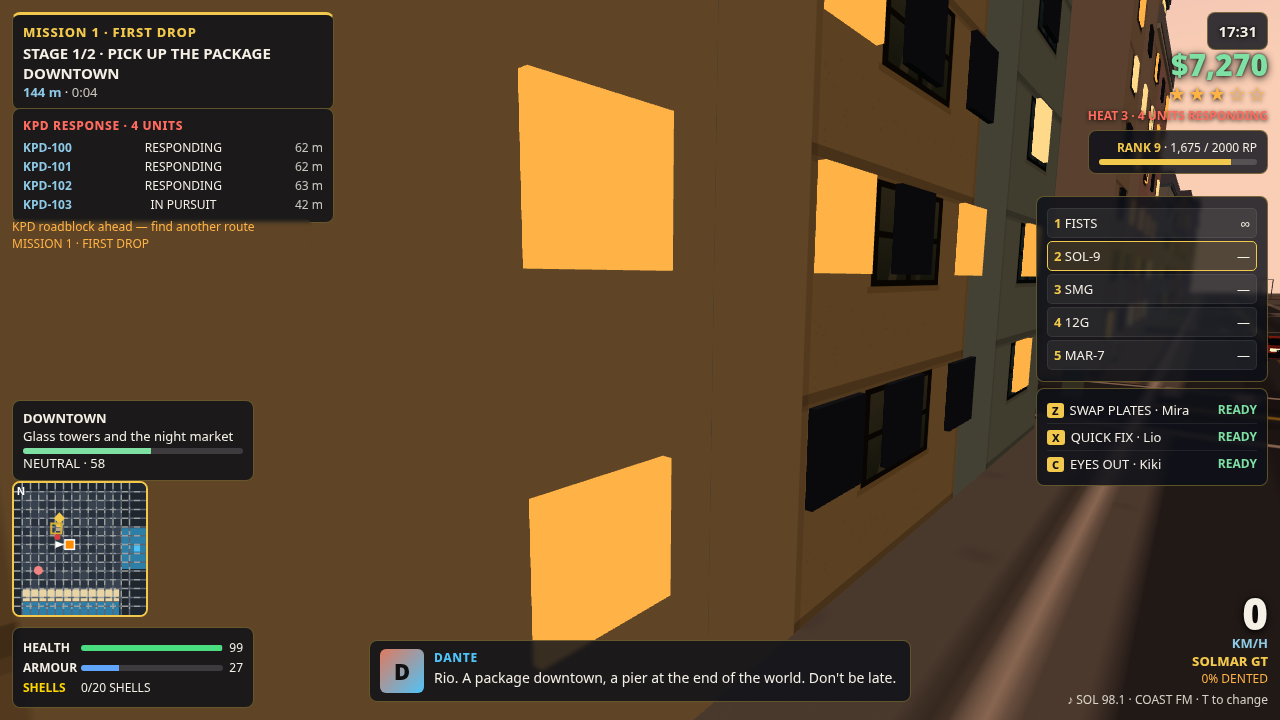 MISSION 1 · FIRST DROP
STAGE 1/2 · PICK UP THE PACKAGE
DOWNTOWN
144 m · 0:04
KPD RESPONSE · 4 UNITS
KPD-100 RESPONDING 62 m
KPD-101 RESPONDING 62 m
KPD-102 RESPONDING 63 m
KPD-103 IN PURSUIT 42 m
KPD roadblock ahead — find another route
MISSION 1 · FIRST DROP
17:31
$7,270
HEAT 3 · 4 UNITS RESPONDING
RANK 9 · 1,675 / 2000 RP
1 FISTS ∞
2 SOL-9 —
3 SMG —
4 12G —
5 MAR-7 —
Z SWAP PLATES · Mira READY
X QUICK FIX · Lio READY
C EYES OUT · Kiki READY
DOWNTOWN
Glass towers and the night market
NEUTRAL · 58
N
HEALTH 99
ARMOUR 27
SHELLS 0/20 SHELLS
D
DANTE
Rio. A package downtown, a pier at the end of the world. Don't be late.
0
KM/H
SOLMAR GT
0% DENTED
♪ SOL 98.1 · COAST FM · T to change